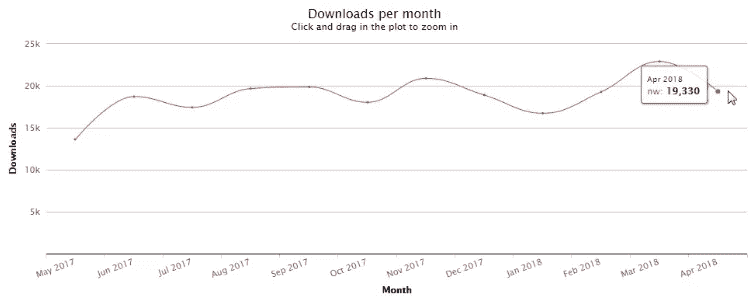 Downloads per month
Click and drag in the plot to zoom in
25k
20k
15k
10k
5k
Downloads
Apr 2018
nw: 19,330
May 2017
Jun 2017
Jul 2017
Aug 2017
Sep 2017
Oct 2017
Nov 2017
Dec 2017
Jan 2018
Feb 2018
Mar 2018
Apr 2018
Month